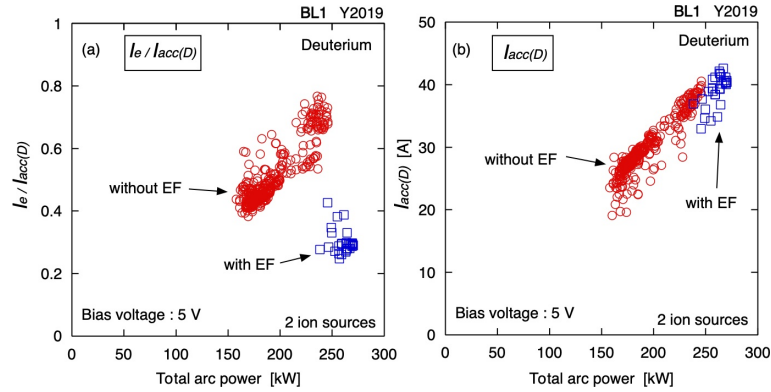 BL1 Y2019
(a) Ie / Iacc(D) Deuterium
1
0.8
0.6
0.4
0.2
0
Ie / Iacc(D)
without EF
with EF
Bias voltage : 5 V
2 ion sources
0 50 100 150 200 250 300
Total arc power [kW]
BL1 Y2019
(b) Iacc(D) Deuterium
50
40
30
20
10
0
Iacc(D) [A]
without EF
with EF
Bias voltage : 5 V
2 ion sources
0 50 100 150 200 250 300
Total arc power [kW]